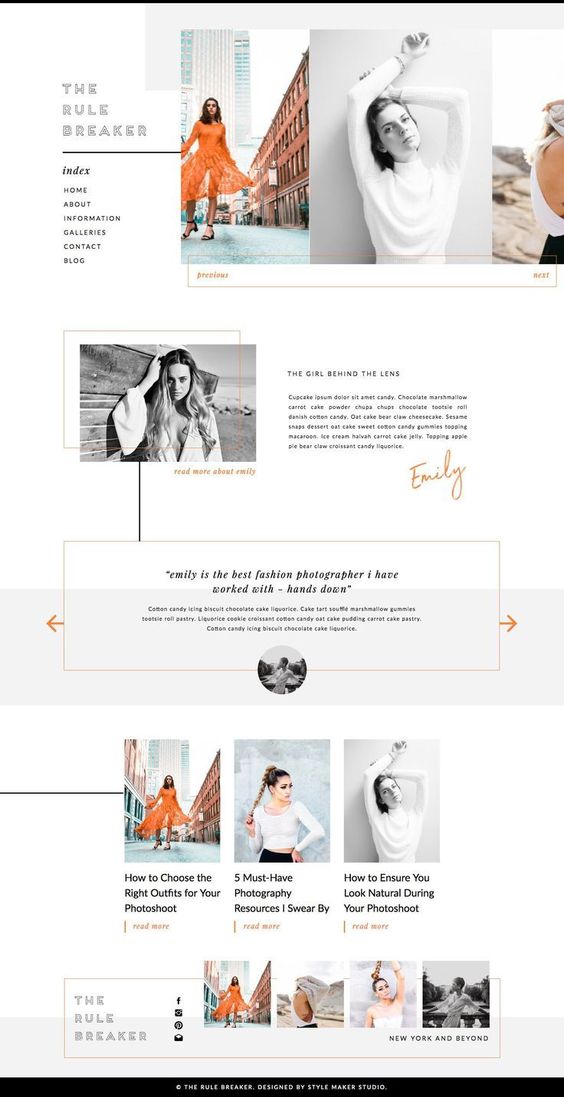 THE
RULE
BREAKER
index
HOME
ABOUT
INFORMATION
GALLERIES
CONTACT
BLOG
previous
next
THE GIRL BEHIND THE LENS
Cupcake ipsum dolor sit amet candy. Chocolate marshmallow
carrot cake powder chupa chups chocolate tootsie roll
danish cotton candy. Oat cake bear claw cheesecake. Sesame
snaps dessert oat cake sweet cotton candy gummies topping
macaroon. Ice cream halvah carrot cake jelly. Topping apple
pie bear claw croissant candy liquorice.
read more about emily
Emily
“emily is the best fashion photographer i have
worked with – hands down”
Cotton candy icing biscuit chocolate cake liquorice. Cake tart soufflé marshmallow gummies
tootsie roll pastry. Liquorice cookie croissant cotton candy oat cake pudding carrot cake pastry.
Cotton candy icing biscuit chocolate cake liquorice.
How to Choose the
Right Outfits for Your
Photoshoot
read more
5 Must-Have
Photography
Resources I Swear By
read more
How to Ensure You
Look Natural During
Your Photoshoot
read more
THE
RULE
BREAKER
NEW YORK AND BEYOND
© THE RULE BREAKER. DESIGNED BY STYLE MAKER STUDIO.